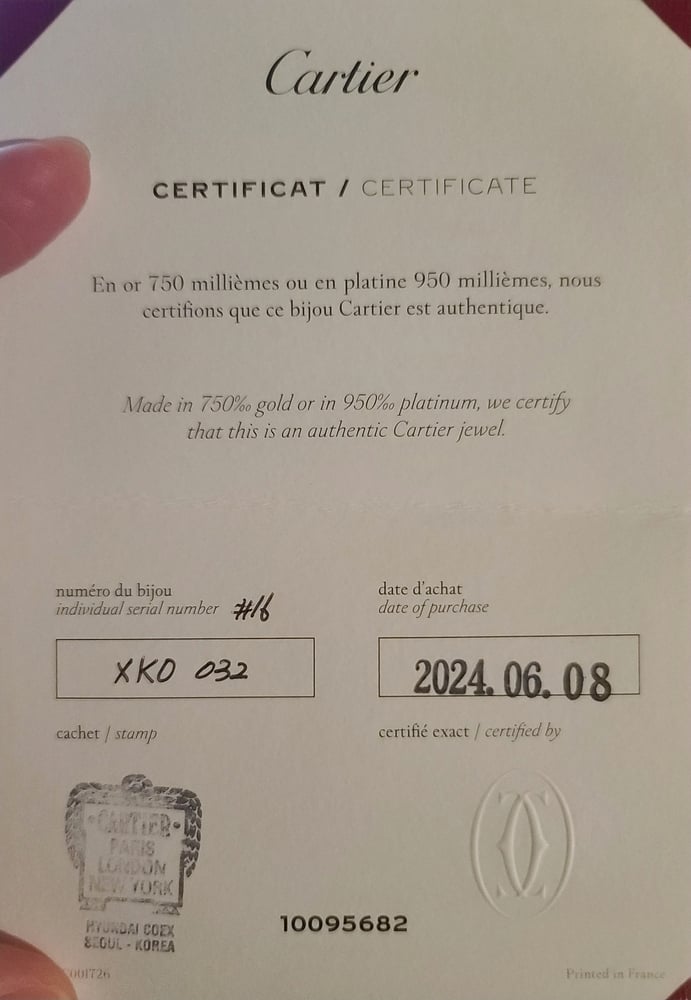 Cartier
CERTIFICAT / CERTIFICATE
En or 750 millièmes ou en platine 950 millièmes, nous
certifions que ce bijou Cartier est authentique.
Made in 750‰ gold or in 950‰ platinum, we certify
that this is an authentic Cartier jewel.
numéro du bijou
individual serial number #16
XKO 032
date d'achat
date of purchase
2024.06.08
cachet / stamp
certifié exact / certified by
CARTIER
PARIS
LONDON
NEW YORK
HYUNDAI COEX
SEOUL - KOREA
10095682
Printed in France